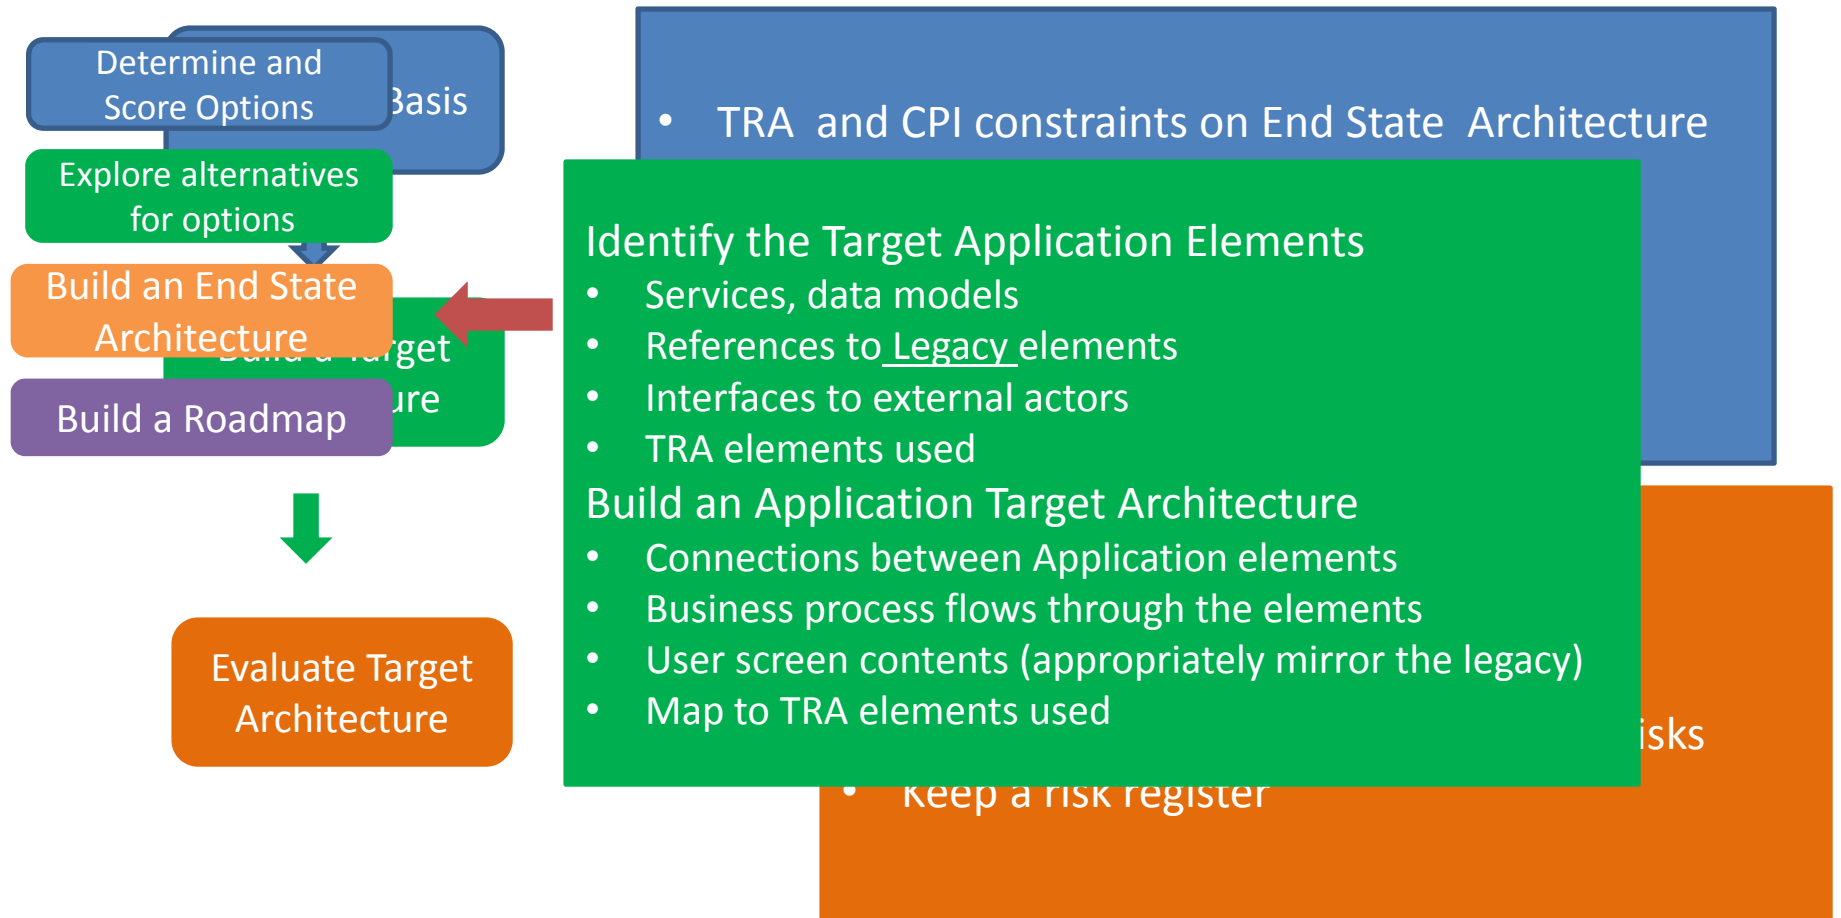 Determine and
Score Options
Basis
Explore alternatives
for options
Build an End State
Architecture
Build a Target
ure
Build a Roadmap
Evaluate Target
Architecture
• TRA and CPI constraints on End State Architecture
Identify the Target Application Elements
• Services, data models
• References to Legacy elements
• Interfaces to external actors
• TRA elements used
Build an Application Target Architecture
• Connections between Application elements
• Business process flows through the elements
• User screen contents (appropriately mirror the legacy)
• Map to TRA elements used
isks
• Keep a risk register